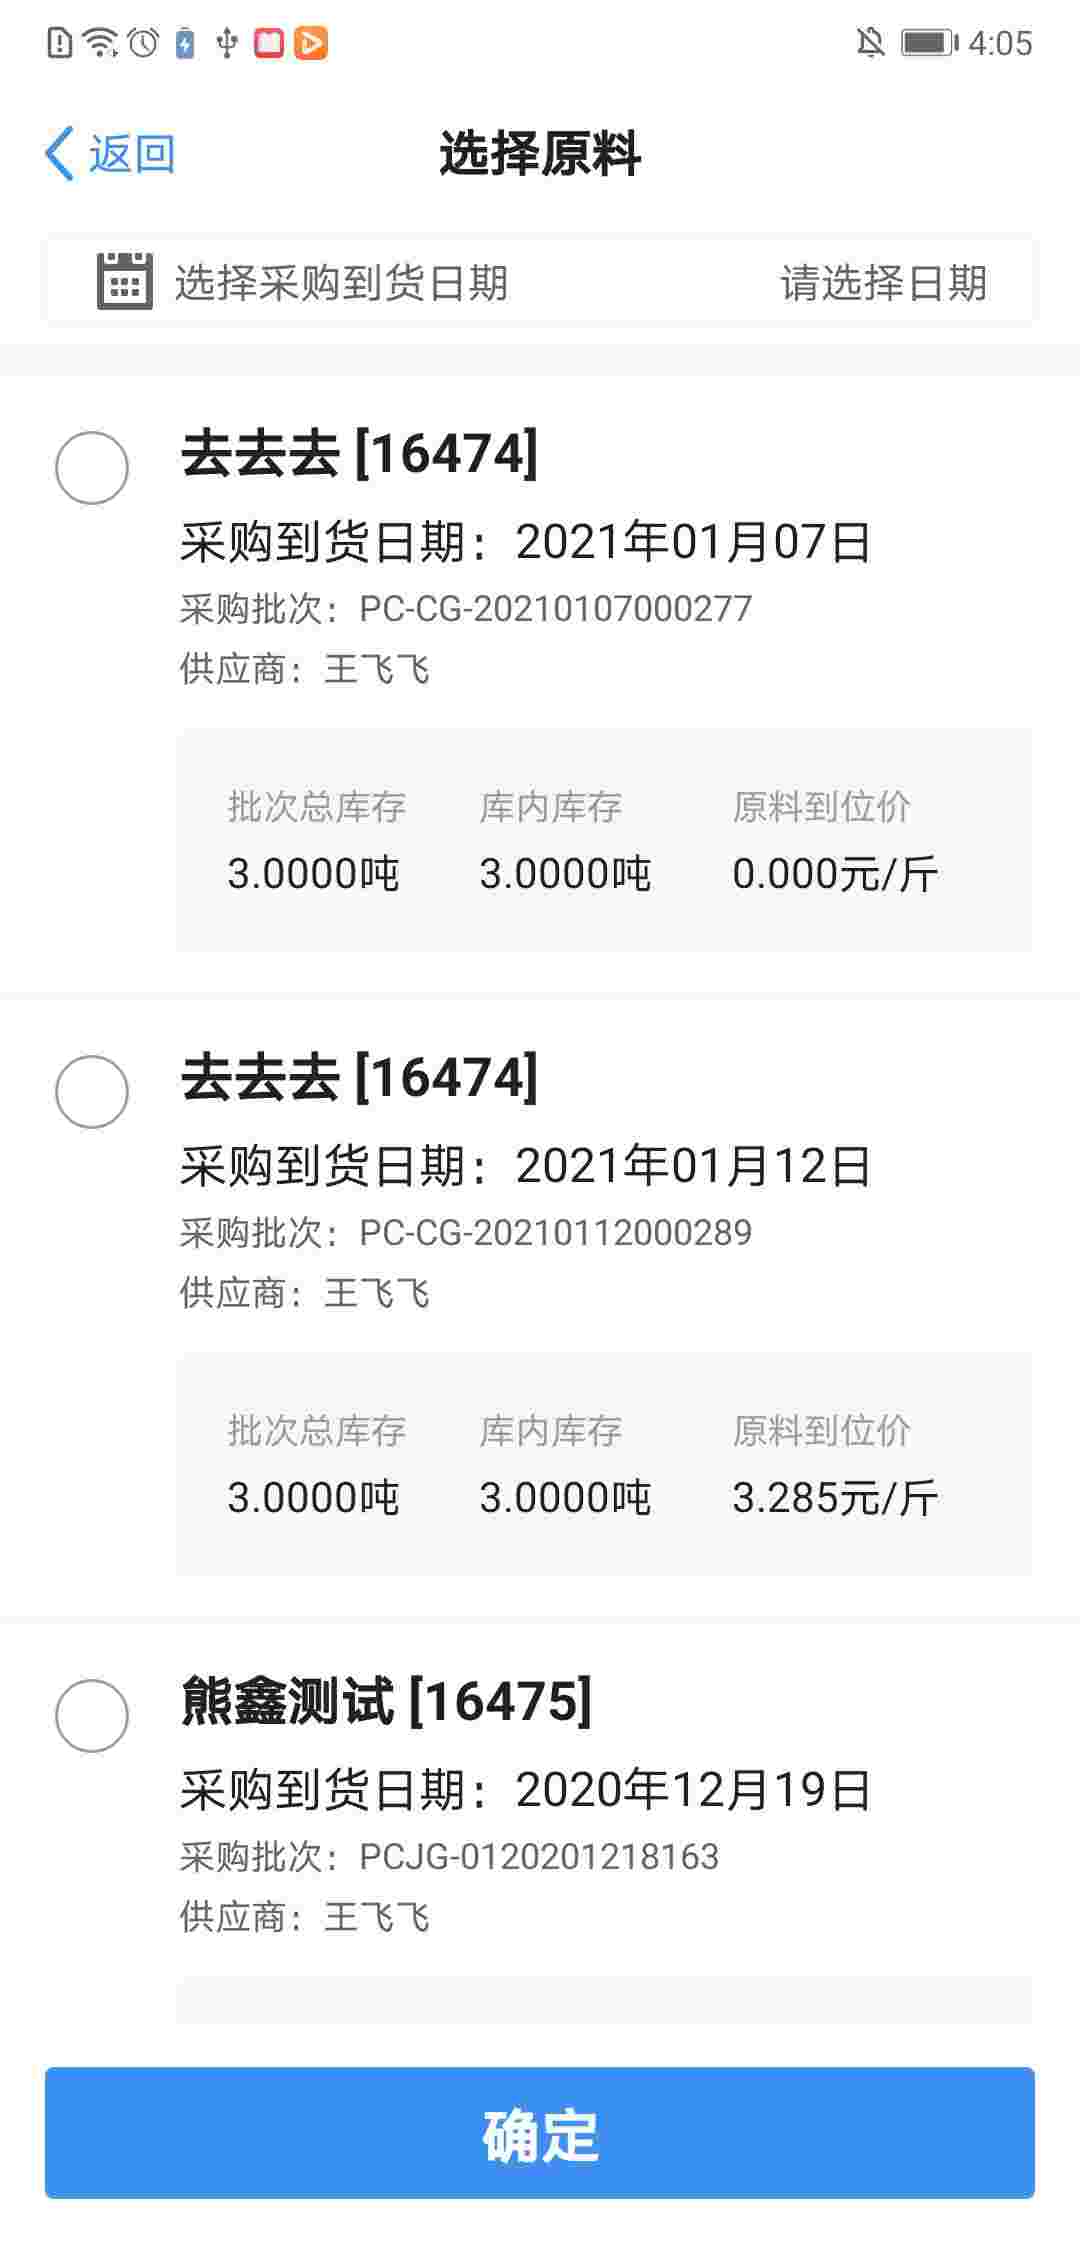 4:05
返回
选择原料
选择采购到货日期 请选择日期
去去去 [16474]
采购到货日期：2021年01月07日
采购批次：PC-CG-20210107000277
供应商：王飞飞
批次总库存 库内库存 原料到位价
3.0000吨 3.0000吨 0.000元/斤
去去去 [16474]
采购到货日期：2021年01月12日
采购批次：PC-CG-20210112000289
供应商：王飞飞
批次总库存 库内库存 原料到位价
3.0000吨 3.0000吨 3.285元/斤
熊鑫测试 [16475]
采购到货日期：2020年12月19日
采购批次：PCJG-0120201218163
供应商：王飞飞
确定